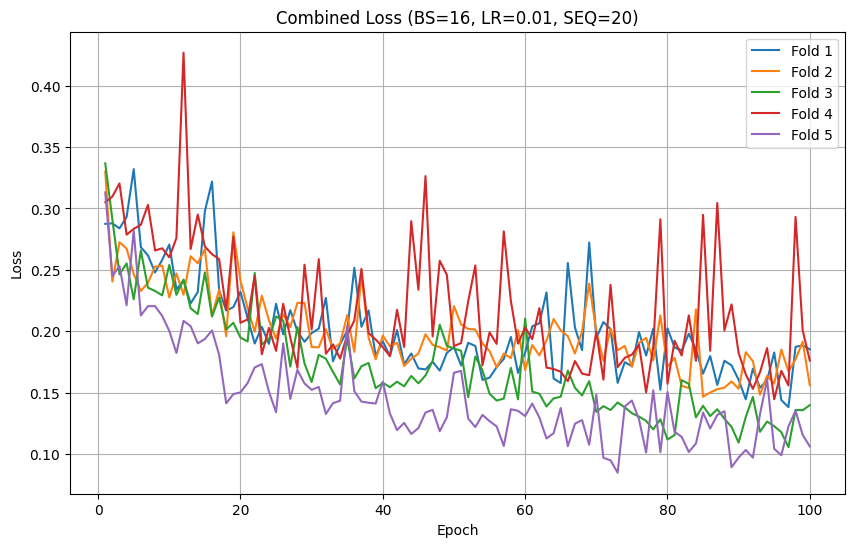 Combined Loss (BS=16, LR=0.01, SEQ=20)
Fold 1
Fold 2
Fold 3
Fold 4
Fold 5
Loss
0.40
0.35
0.30
0.25
0.20
0.15
0.10
0
20
40
60
80
100
Epoch